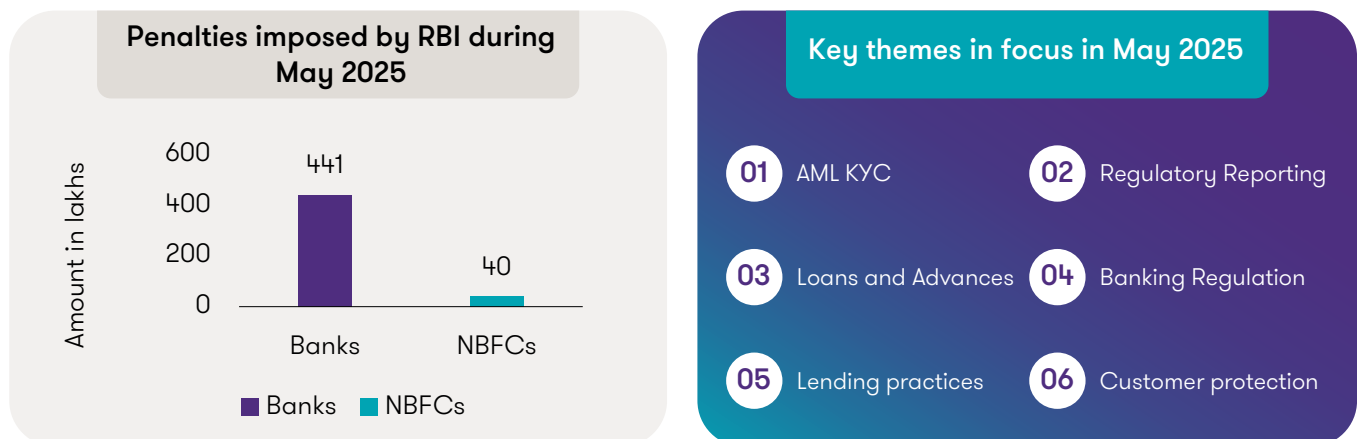 Penalties imposed by RBI during
May 2025
Amount in lakhs
600
400
200
0
441
40
Banks
NBFCs
Banks
NBFCs
Key themes in focus in May 2025
01 AML KYC
02 Regulatory Reporting
03 Loans and Advances
04 Banking Regulation
05 Lending practices
06 Customer protection